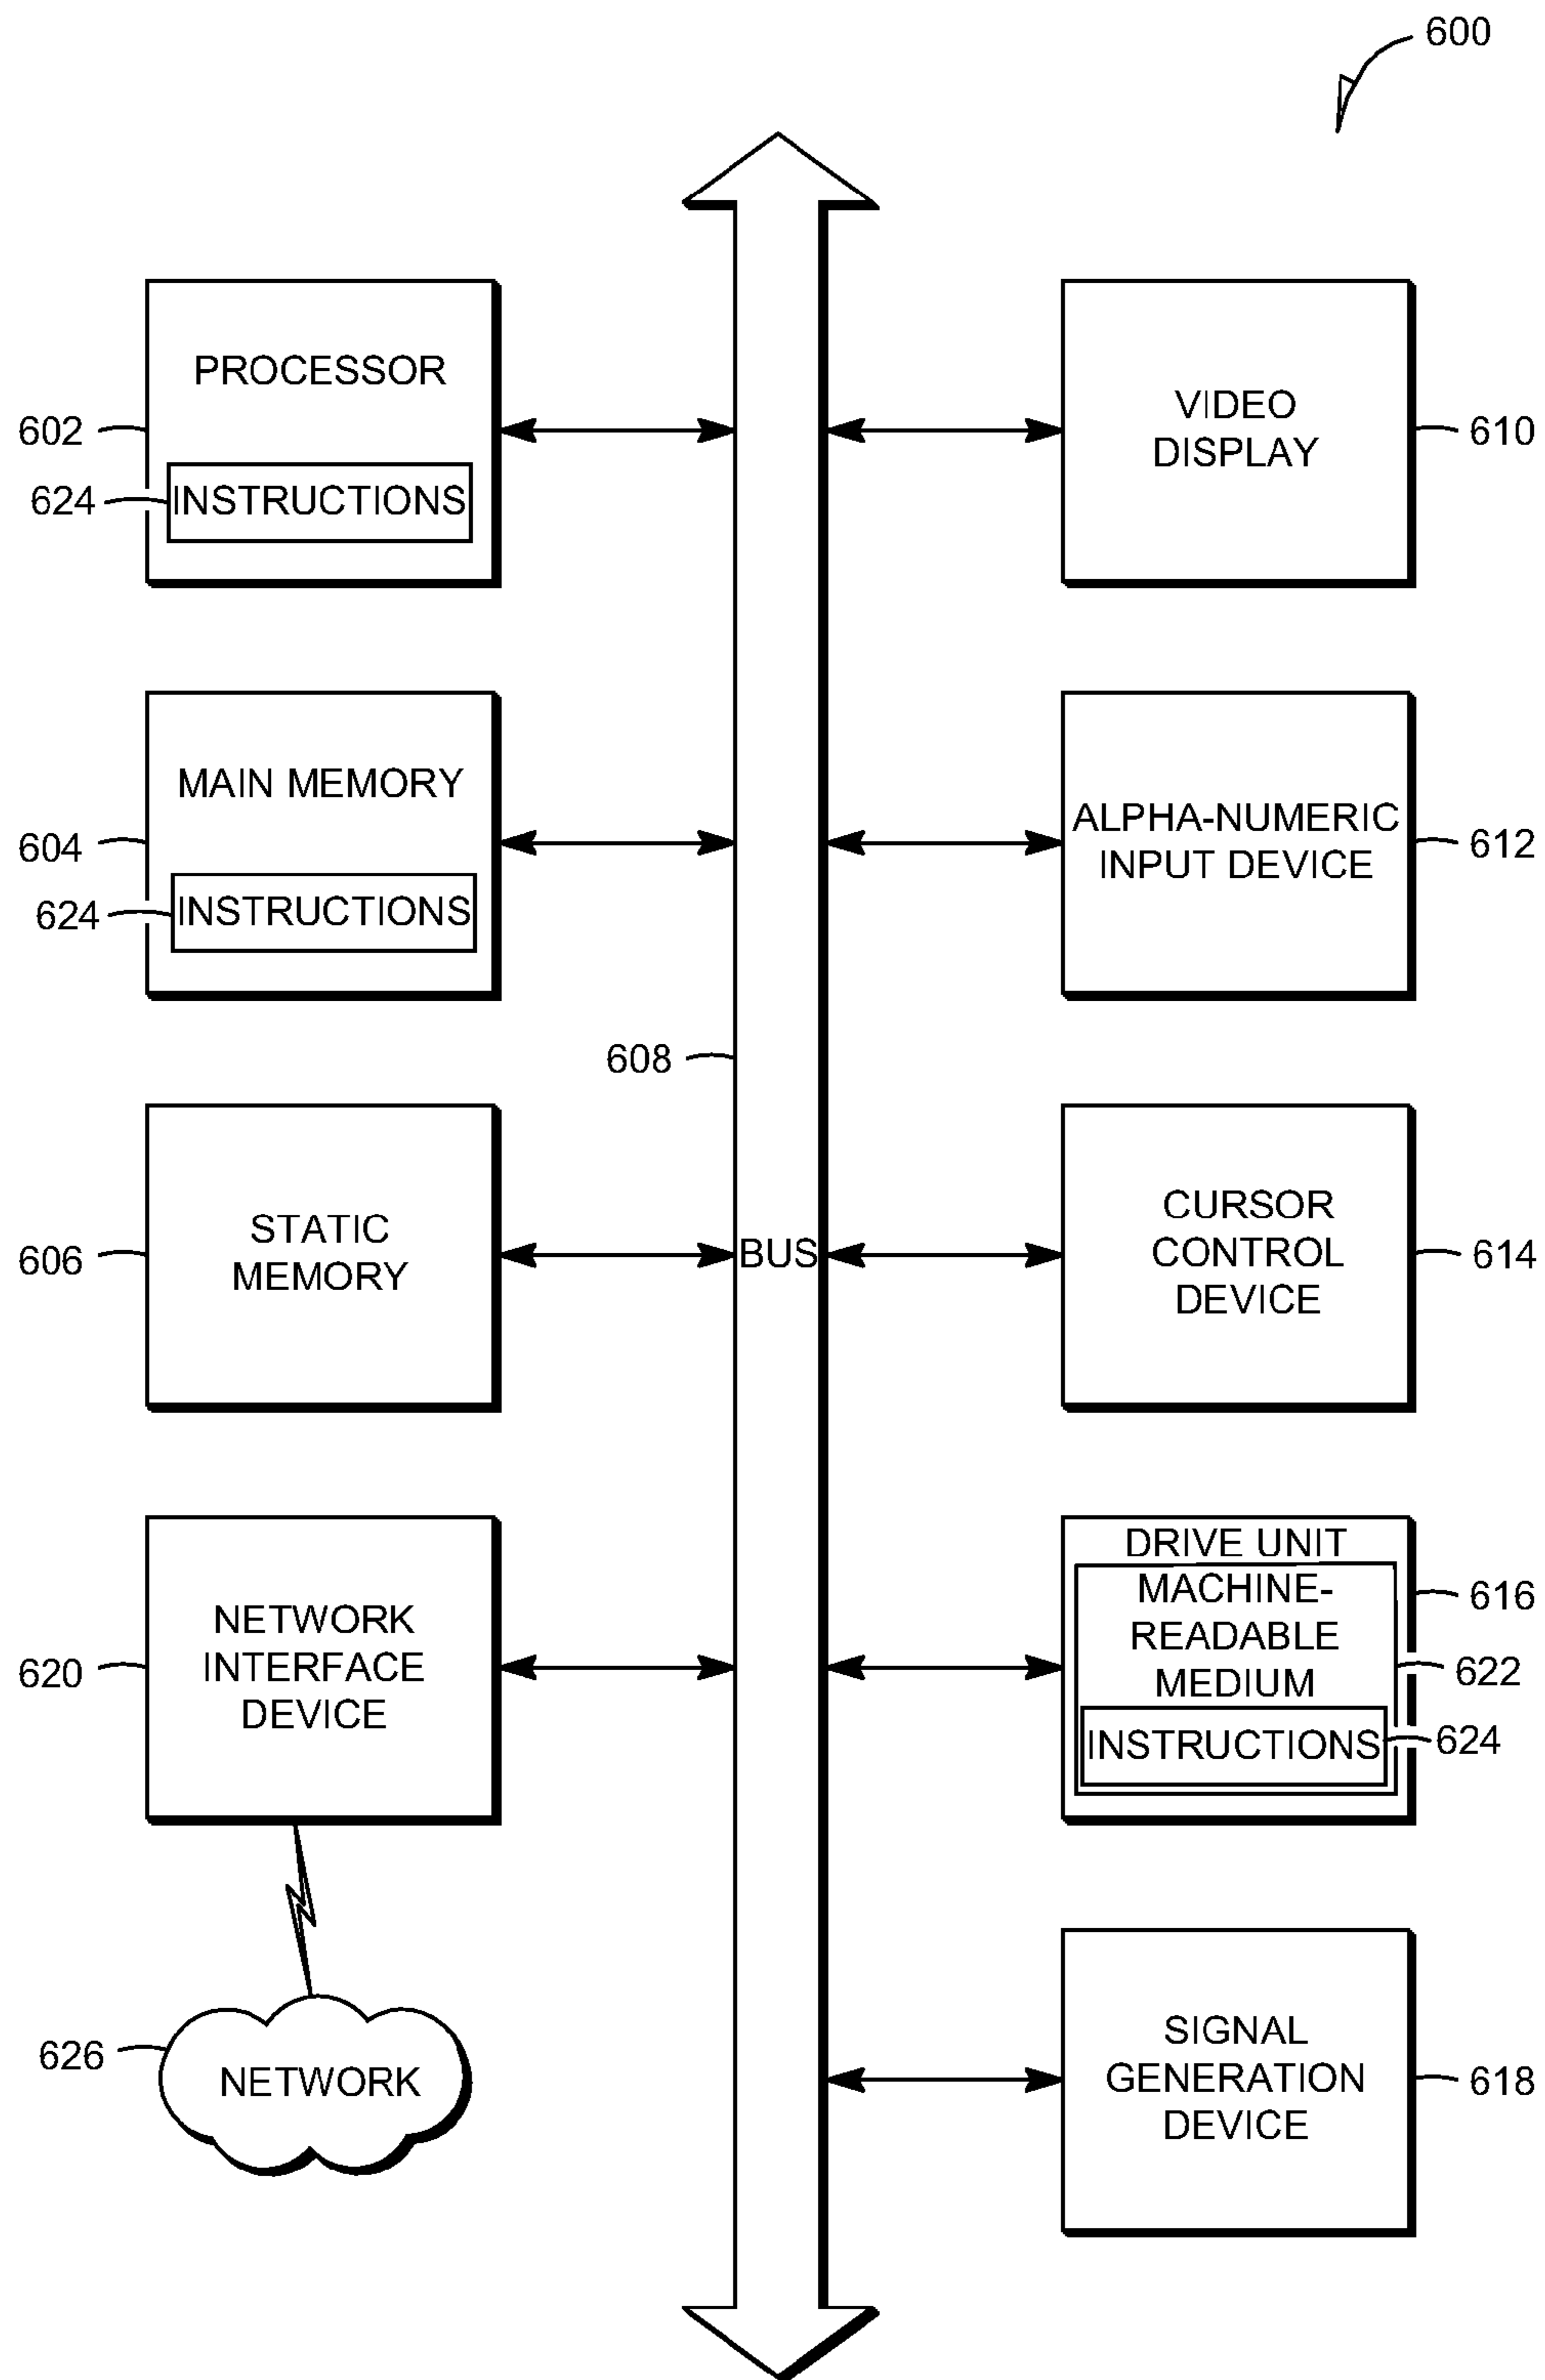 600
PROCESSOR
602
624
INSTRUCTIONS
VIDEO
DISPLAY
610
MAIN MEMORY
604
624
INSTRUCTIONS
ALPHA-NUMERIC
INPUT DEVICE
612
608
BUS
STATIC
MEMORY
606
CURSOR
CONTROL
DEVICE
614
NETWORK
INTERFACE
DEVICE
620
DRIVE UNIT
616
MACHINE-
READABLE
MEDIUM
622
INSTRUCTIONS
624
626
NETWORK
SIGNAL
GENERATION
DEVICE
618